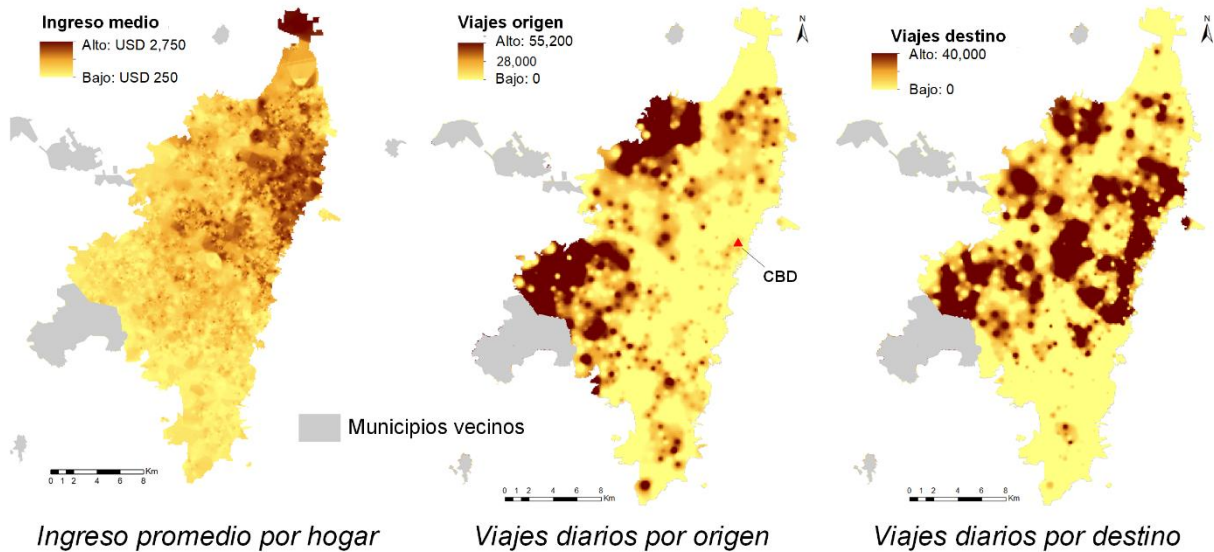 Ingreso medio
Alto: USD 2,750
Bajo: USD 250
0 1 2 4 6 8
Km
Ingreso promedio por hogar
Municipios vecinos
Viajes origen
Alto: 55,200
28,000
Bajo: 0
N
CBD
0 1 2 4 6 8
Km
Viajes diarios por origen
Viajes destino
Alto: 40,000
Bajo: 0
N
0 1 2 4 6 8
Km
Viajes diarios por destino